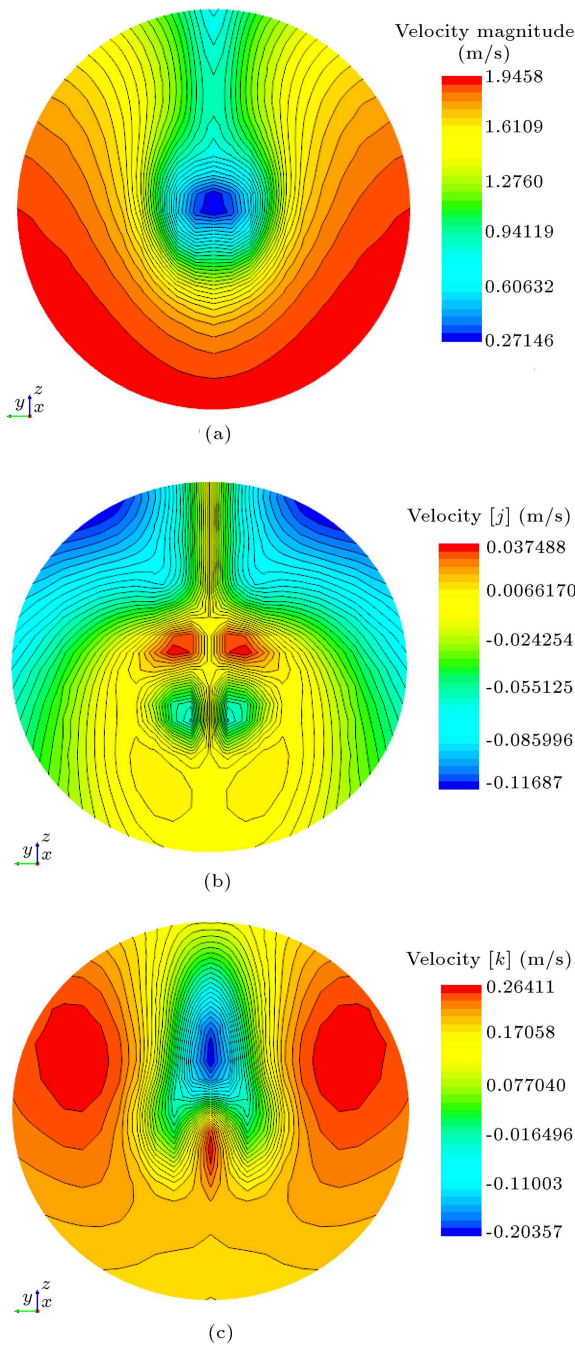 Velocity magnitude
(m/s)
1.9458
1.6109
1.2760
0.94119
0.60632
0.27146
z
y x
(a)
Velocity [j] (m/s)
0.037488
0.0066170
-0.024254
-0.055125
-0.085996
-0.11687
z
y x
(b)
Velocity [k] (m/s)
0.26411
0.17058
0.077040
-0.016496
-0.11003
-0.20357
z
y x
(c)